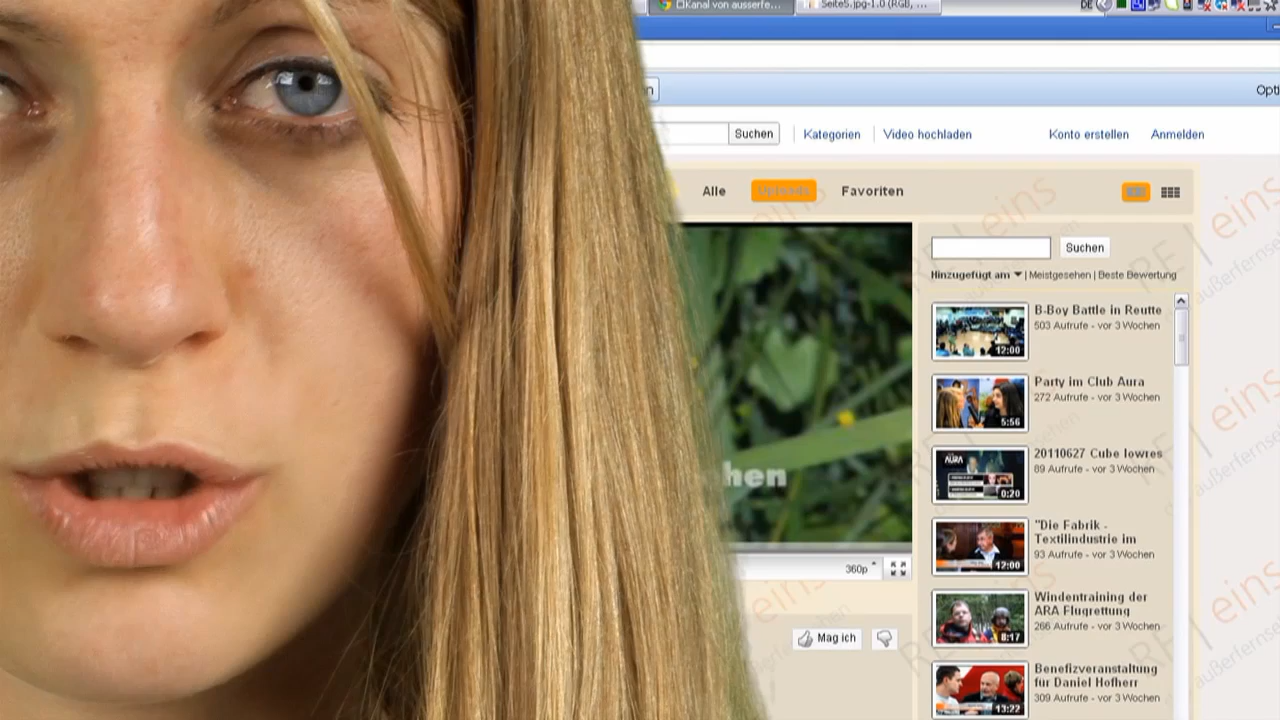 Kanal von ausserfe...
Seite5.jpg-1.0 (RGB, ...
DE
Opti
Suchen
Kategorien
Video hochladen
Konto erstellen
Anmelden
Alle
Uploads
Favoriten
Suchen
Hinzugefügt am | Meistgesehen | Beste Bewertung
B-Boy Battle in Reutte
503 Aufrufe - vor 3 Wochen
12:00
Party im Club Aura
272 Aufrufe - vor 3 Wochen
5:56
20110627 Cube lowres
89 Aufrufe - vor 3 Wochen
AURA
0:20
"Die Fabrik -
Textilindustrie im
93 Aufrufe - vor 3 Wochen
12:00
Windentraining der
ARA Flugrettung
266 Aufrufe - vor 3 Wochen
8:17
Benefizveranstaltung
für Daniel Hofherr
309 Aufrufe - vor 3 Wochen
13:22
hen
360p
Mag ich
RF | eins
außerfernsehen